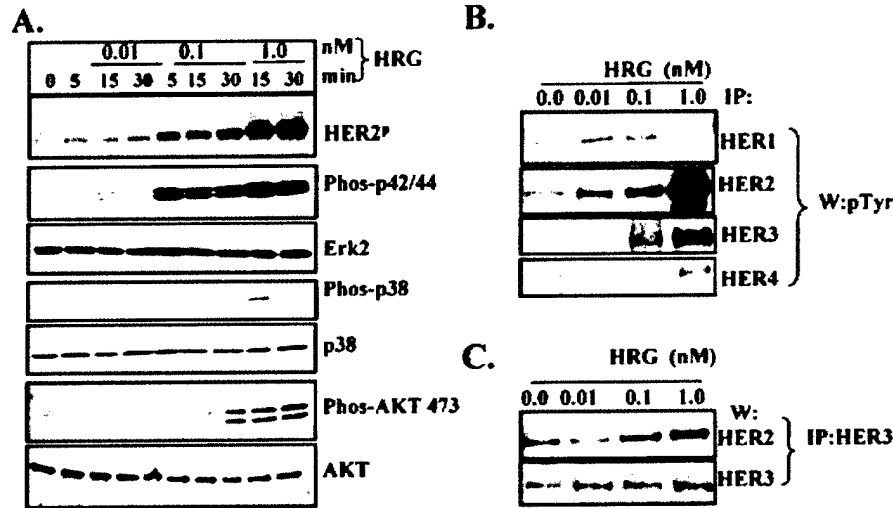 A.
0.01 0.1 1.0 nM
0 5 15 30 5 15 30 15 30 min
HRG
HER2ᵖ
Phos-p42/44
Erk2
Phos-p38
p38
Phos-AKT 473
AKT
B.
HRG (nM)
0.0 0.01 0.1 1.0 IP:
HER1
HER2
HER3
HER4
W:pTyr
C.
HRG (nM)
0.0 0.01 0.1 1.0 W:
HER2
HER3
IP:HER3